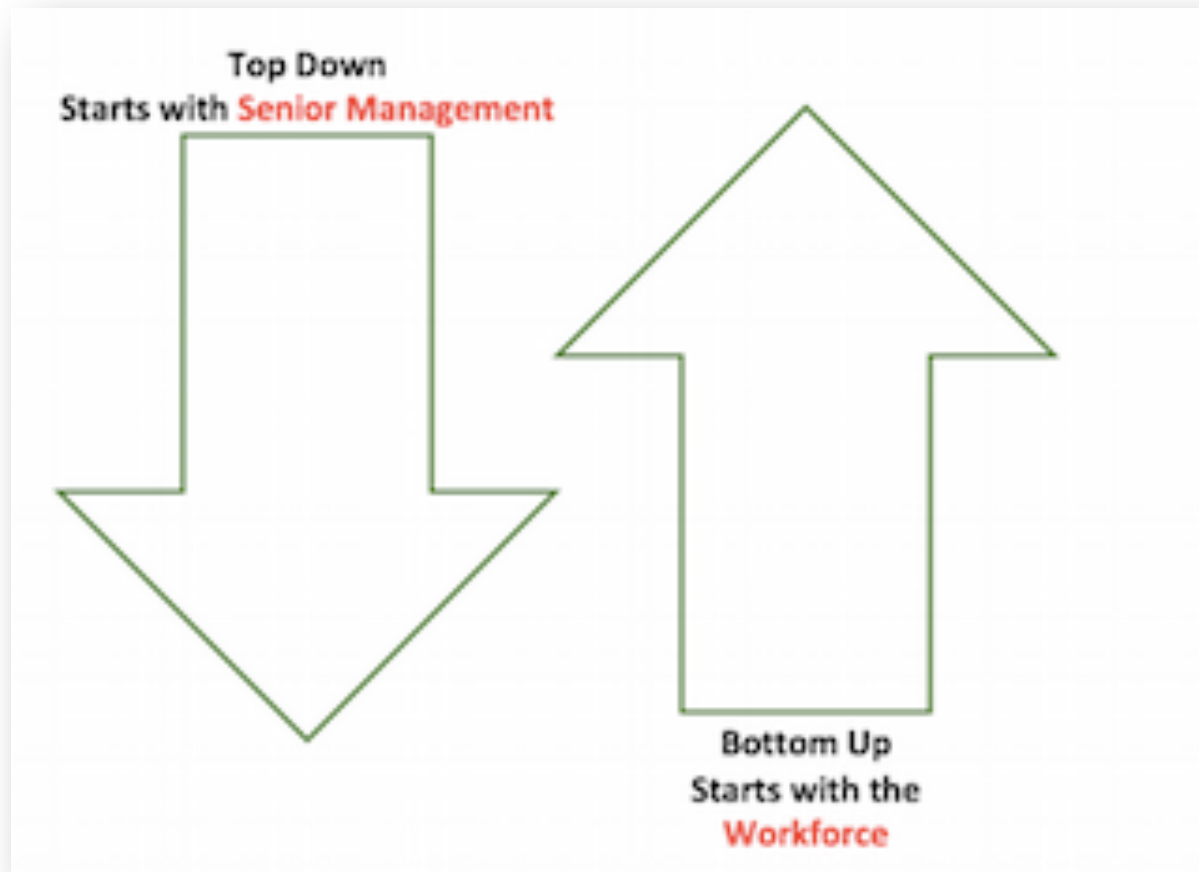 Top Down
Starts with Senior Management
Bottom Up
Starts with the
Workforce